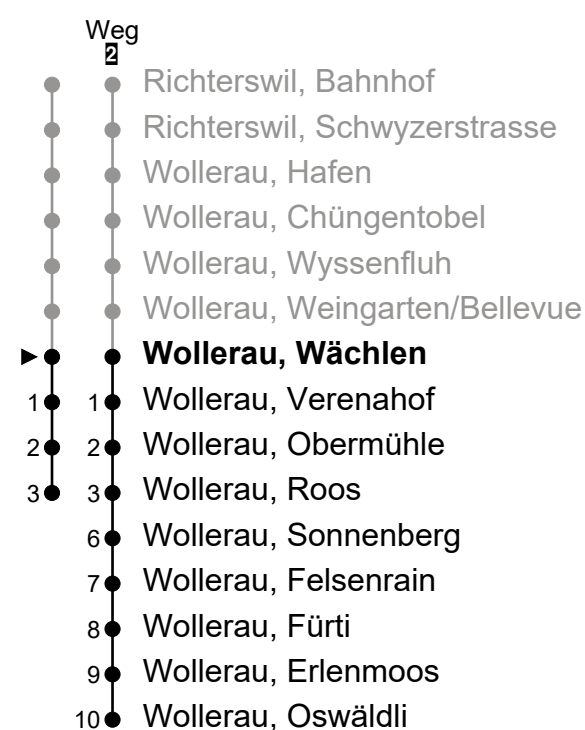 Weg
2
Richterswil, Bahnhof
Richterswil, Schwyzerstrasse
Wollerau, Hafen
Wollerau, Chüngentobel
Wollerau, Wyssenfluh
Wollerau, Weingarten/Bellevue
Wollerau, Wächlen
1 1 Wollerau, Verenahof
2 2 Wollerau, Obermühle
3 3 Wollerau, Roos
6 Wollerau, Sonnenberg
7 Wollerau, Felsenrain
8 Wollerau, Fürti
9 Wollerau, Erlenmoos
10 Wollerau, Oswäldli